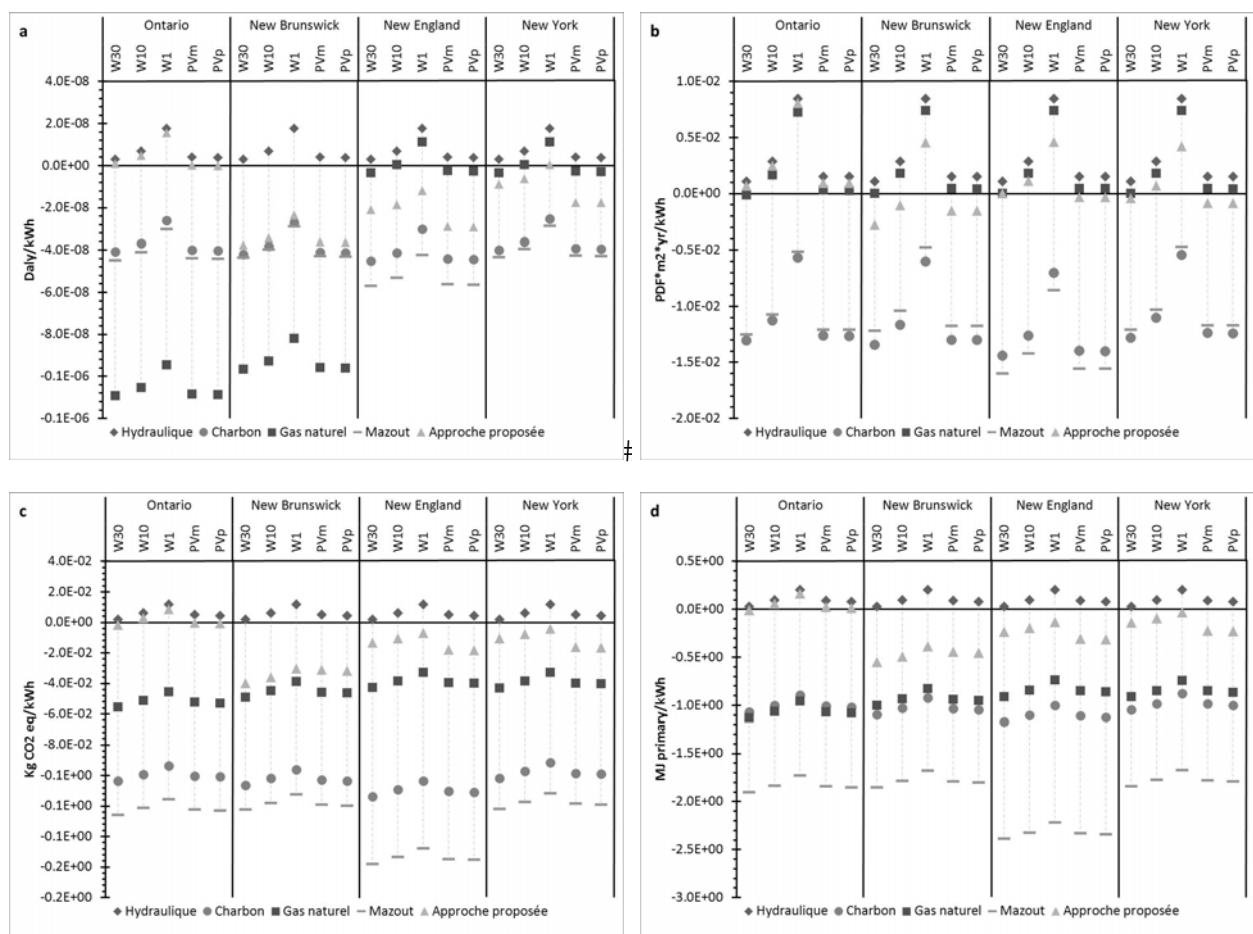 a
Ontario New Brunswick New England New York
W30 W10 W1 PVm PVp W30 W10 W1 PVm PVp W30 W10 W1 PVm PVp W30 W10 W1 PVm PVp
4.0E-08
2.0E-08
0.0E+00
-2.0E-08
-4.0E-08
-6.0E-08
-8.0E-08
-0.1E-06
-0.1E-06
Daly/kWh
Hydraulique Charbon Gas naturel Mazout Approche proposée
b
Ontario New Brunswick New England New York
W30 W10 W1 PVm PVp W30 W10 W1 PVm PVp W30 W10 W1 PVm PVp W30 W10 W1 PVm PVp
1.0E-02
0.5E-02
0.0E+00
-0.5E-02
-1.0E-02
-1.5E-02
-2.0E-02
PDF*m2*yr/kWh
Hydraulique Charbon Gas naturel Mazout Approche proposée
c
Ontario New Brunswick New England New York
W30 W10 W1 PVm PVp W30 W10 W1 PVm PVp W30 W10 W1 PVm PVp W30 W10 W1 PVm PVp
4.0E-02
2.0E-02
0.0E+00
-2.0E-02
-4.0E-02
-6.0E-02
-8.0E-02
-0.1E+00
-0.1E+00
-0.1E+00
-0.2E+00
-0.2E+00
Kg CO2 eq/kWh
Hydraulique Charbon Gas naturel Mazout Approche proposée
d
Ontario New Brunswick New England New York
W30 W10 W1 PVm PVp W30 W10 W1 PVm PVp W30 W10 W1 PVm PVp W30 W10 W1 PVm PVp
0.5E+00
0.0E+00
-0.5E+00
-1.0E+00
-1.5E+00
-2.0E+00
-2.5E+00
-3.0E+00
MJ primary/kWh
Hydraulique Charbon Gas naturel Mazout Approche proposée